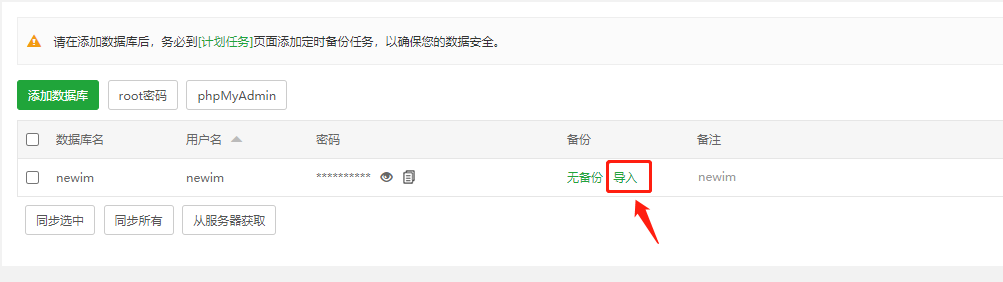 请在添加数据库后，务必到[计划任务]页面添加定时备份任务，以确保您的数据安全。
添加数据库 root密码 phpMyAdmin
数据库名 用户名 密码 备份 备注
newim newim ********** 无备份 导入 newim
同步选中 同步所有 从服务器获取